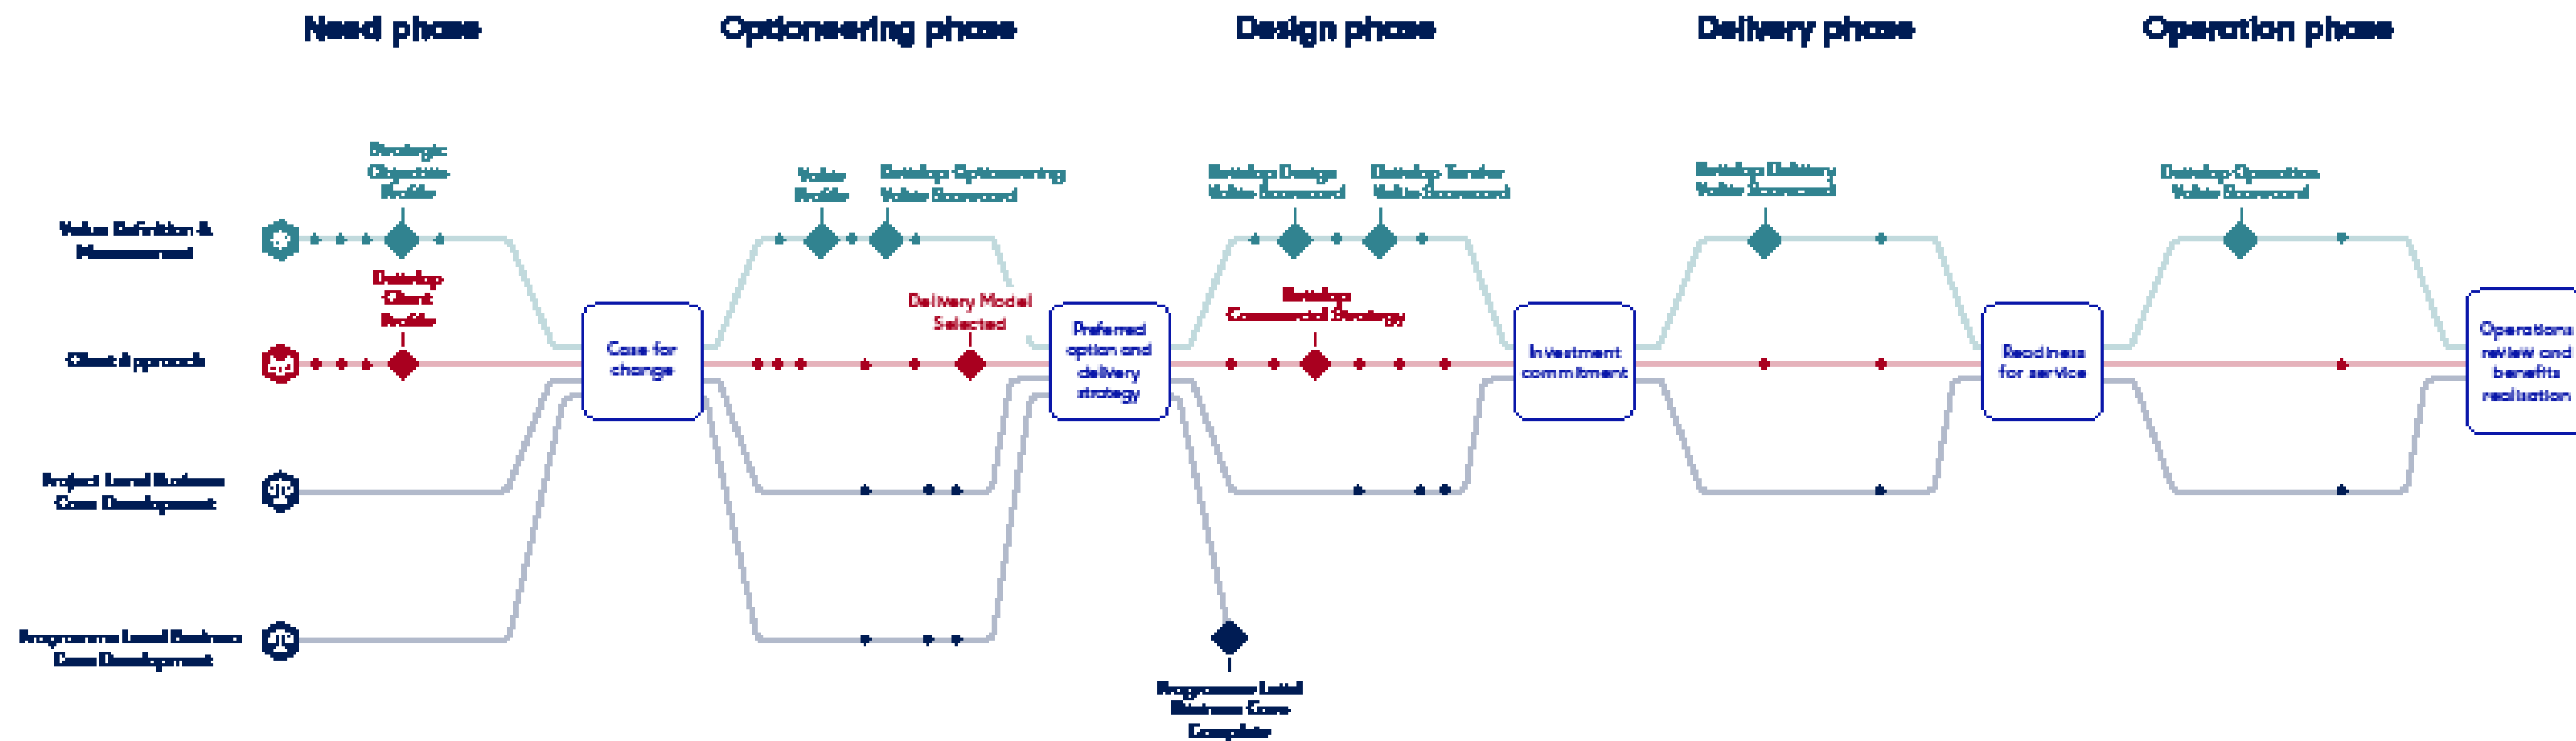 Need phase
Optioneering phase
Design phase
Delivery phase
Operation phase
Strategic
Objective
Profile
Value
Profile
Develop Optioneering
Value Scorecard
Develop Design
Value Scorecard
Develop Tender
Value Scorecard
Develop Delivery
Value Scorecard
Develop Operation
Value Scorecard
Value Definition &
Measurement
Develop
Client
Profile
Delivery Model
Selected
Develop
Commercial Strategy
Client Approach
Case for
change
Preferred
option and
delivery
strategy
Investment
commitment
Readiness
for service
Operations
review and
benefits
realisation
Project Level Business
Case Development
Programme Level Business
Case Development
Programme Level
Business Case
Complete